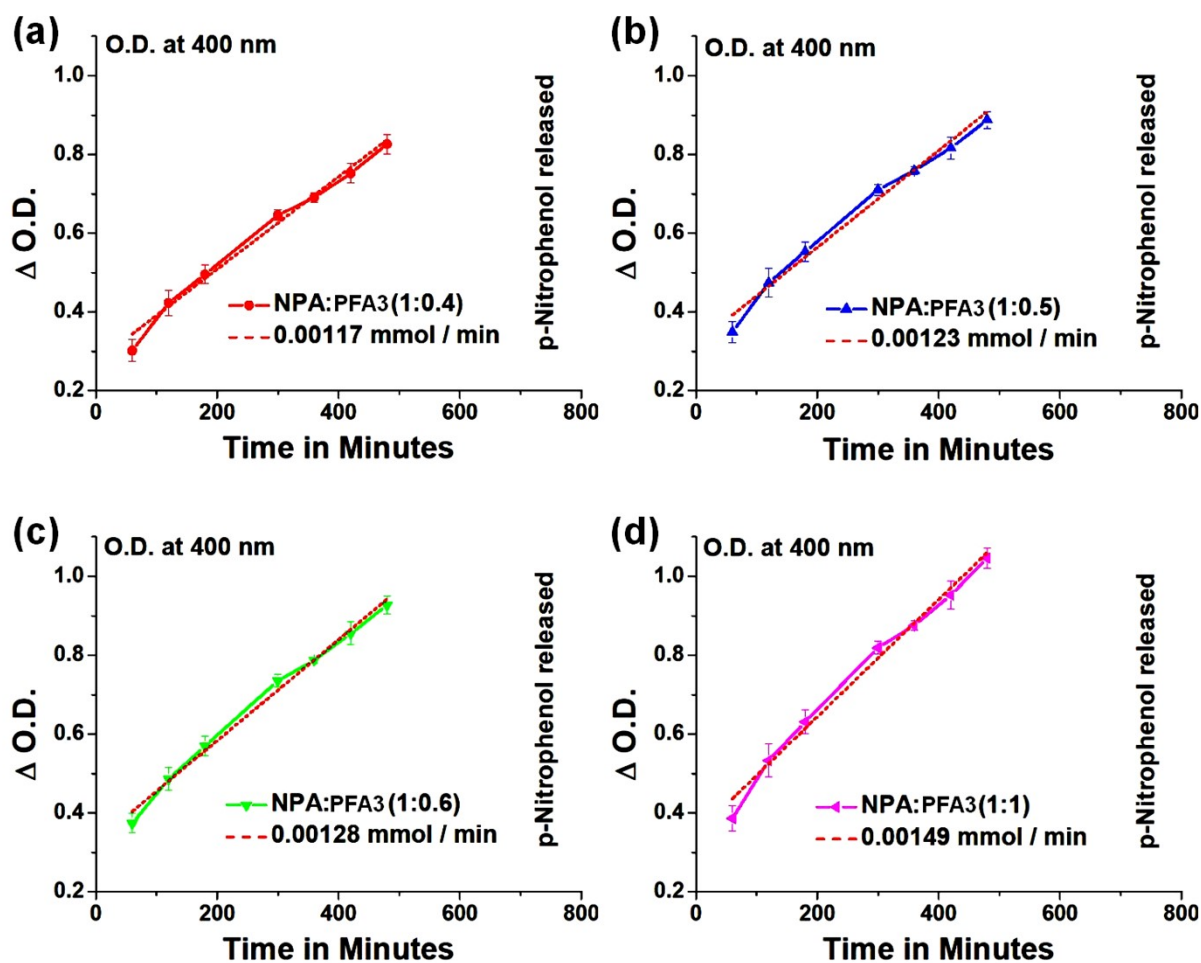 (a)
O.D. at 400 nm
1.0
0.8
0.6
0.4
0.2
Δ O.D.
NPA:PFA3(1:0.4)
0.00117 mmol / min
p-Nitrophenol released
0 200 400 600 800
Time in Minutes
(b)
O.D. at 400 nm
1.0
0.8
0.6
0.4
0.2
Δ O.D.
NPA:PFA3(1:0.5)
0.00123 mmol / min
p-Nitrophenol released
0 200 400 600 800
Time in Minutes
(c)
O.D. at 400 nm
1.0
0.8
0.6
0.4
0.2
Δ O.D.
NPA:PFA3(1:0.6)
0.00128 mmol / min
p-Nitrophenol released
0 200 400 600 800
Time in Minutes
(d)
O.D. at 400 nm
1.0
0.8
0.6
0.4
0.2
Δ O.D.
NPA:PFA3(1:1)
0.00149 mmol / min
p-Nitrophenol released
0 200 400 600 800
Time in Minutes